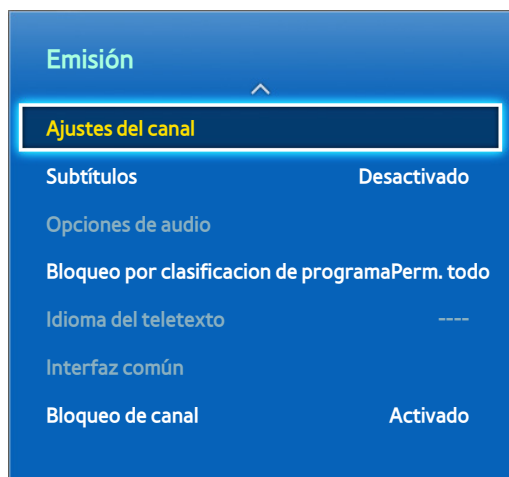 Emisión
Ajustes del canal
Subtítulos Desactivado
Opciones de audio
Bloqueo por clasificacion de programaPerm. todo
Idioma del teletexto ----
Interfaz común
Bloqueo de canal Activado